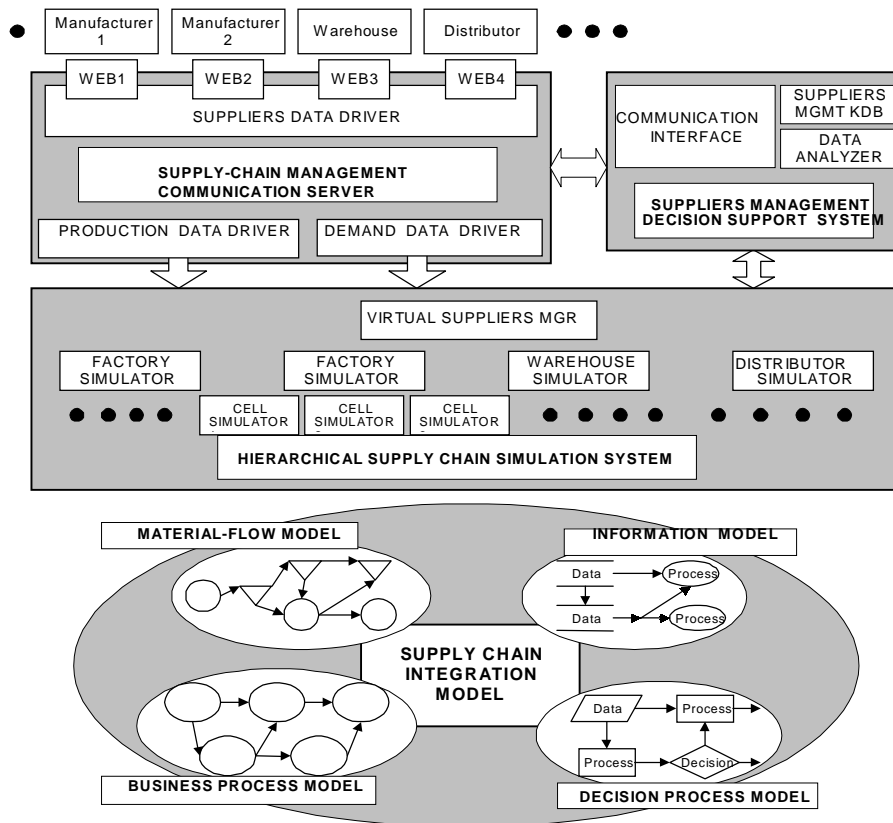 Manufacturer
1
Manufacturer
2
Warehouse
Distributor
WEB1
WEB2
WEB3
WEB4
SUPPLIERS DATA DRIVER
SUPPLY-CHAIN MANAGEMENT
COMMUNICATION SERVER
PRODUCTION DATA DRIVER
DEMAND DATA DRIVER
COMMUNICATION
INTERFACE
SUPPLIERS
MGMT KDB
DATA
ANALYZER
SUPPLIERS MANAGEMENT
DECISION SUPPORT SYSTEM
VIRTUAL SUPPLIERS MGR
FACTORY
SIMULATOR
FACTORY
SIMULATOR
WAREHOUSE
SIMULATOR
DISTRIBUTOR
SIMULATOR
CELL
SIMULATOR
CELL
SIMULATOR
CELL
SIMULATOR
HIERARCHICAL SUPPLY CHAIN SIMULATION SYSTEM
MATERIAL-FLOW MODEL
INFORMATION MODEL
Data
Process
Data
Process
SUPPLY CHAIN
INTEGRATION
MODEL
Data
Process
Process
Decision
BUSINESS PROCESS MODEL
DECISION PROCESS MODEL